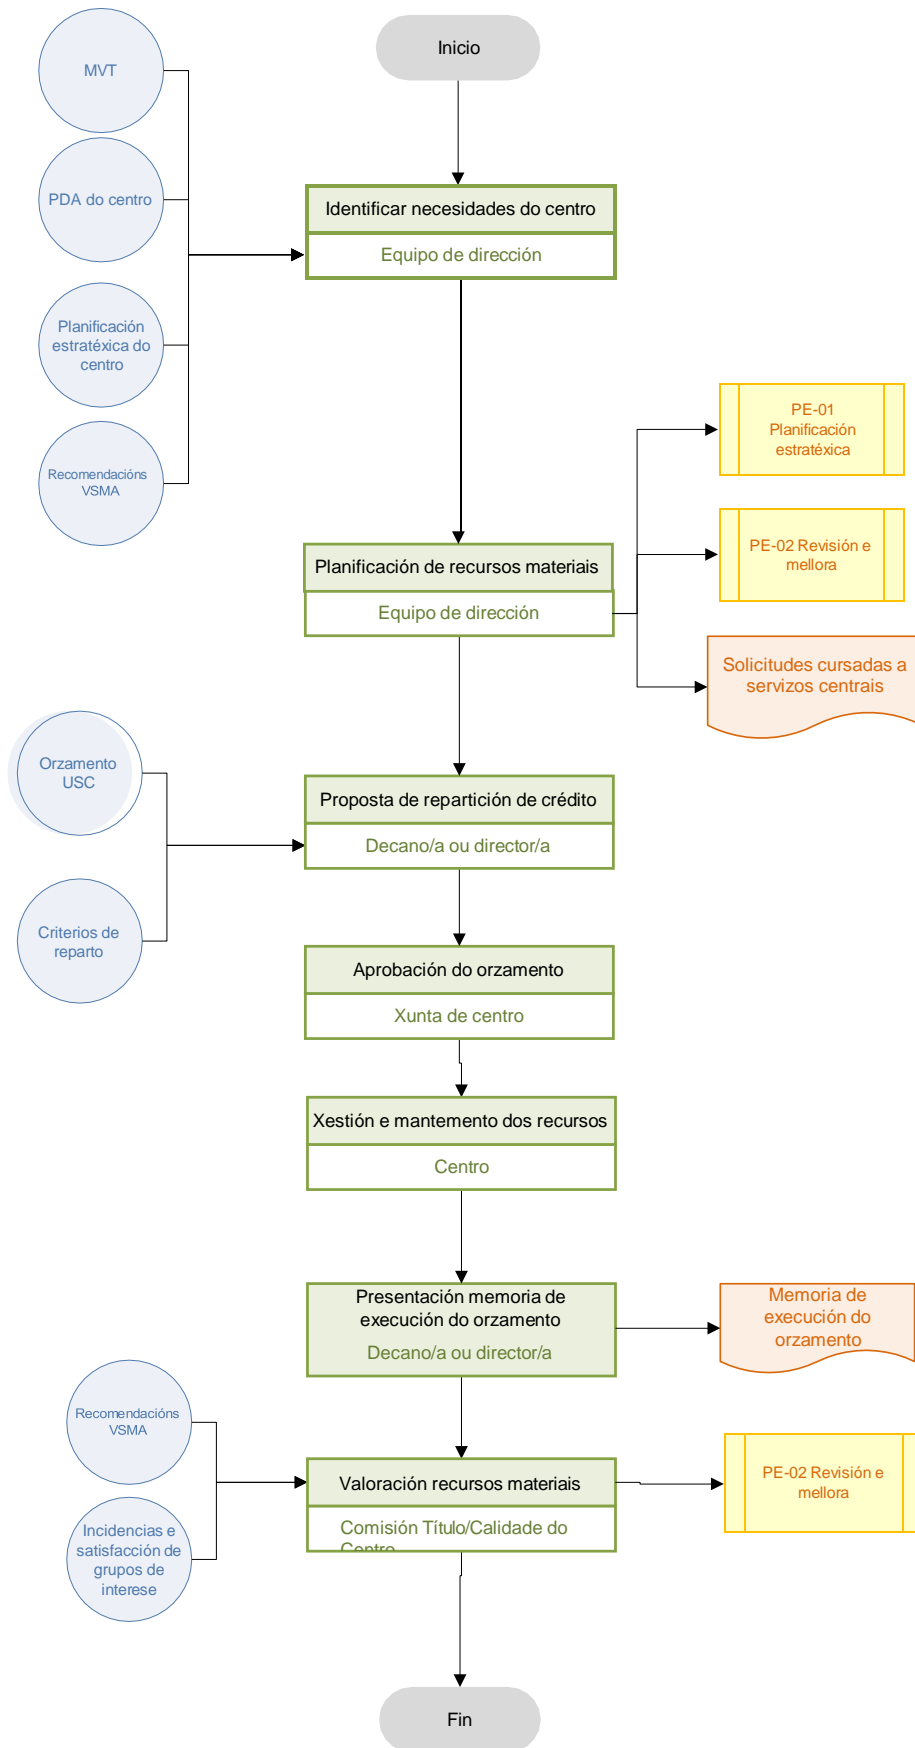 Inicio
MVT
PDA do centro
Identificar necesidades do centro
Equipo de dirección
Planificación
estratéxica do
centro
Recomendacións
VSMA
PE-01
Planificación
estratéxica
PE-02 Revisión e
mellora
Planificación de recursos materiais
Equipo de dirección
Solicitudes cursadas a
servizos centrais
Orzamento
USC
Proposta de repartición de crédito
Decano/a ou director/a
Criterios de
reparto
Aprobación do orzamento
Xunta de centro
Xestión e mantemento dos recursos
Centro
Presentación memoria de
execución do orzamento
Decano/a ou director/a
Memoria de
execución do
orzamento
Recomendacións
VSMA
Valoración recursos materiais
Comisión Título/Calidade do
Centro
PE-02 Revisión e
mellora
Incidencias e
satisfacción de
grupos de
interese
Fin